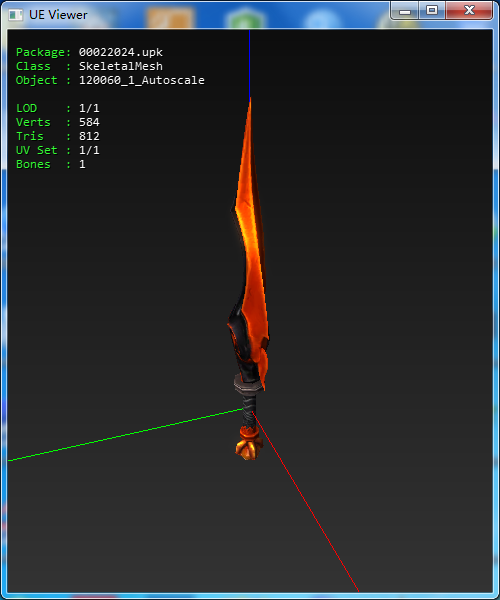 UE Viewer
Package: 00022024.upk
Class : SkeletalMesh
Object : 120060_1_Autoscale
LOD : 1/1
Verts : 584
Tris : 812
UV Set : 1/1
Bones : 1